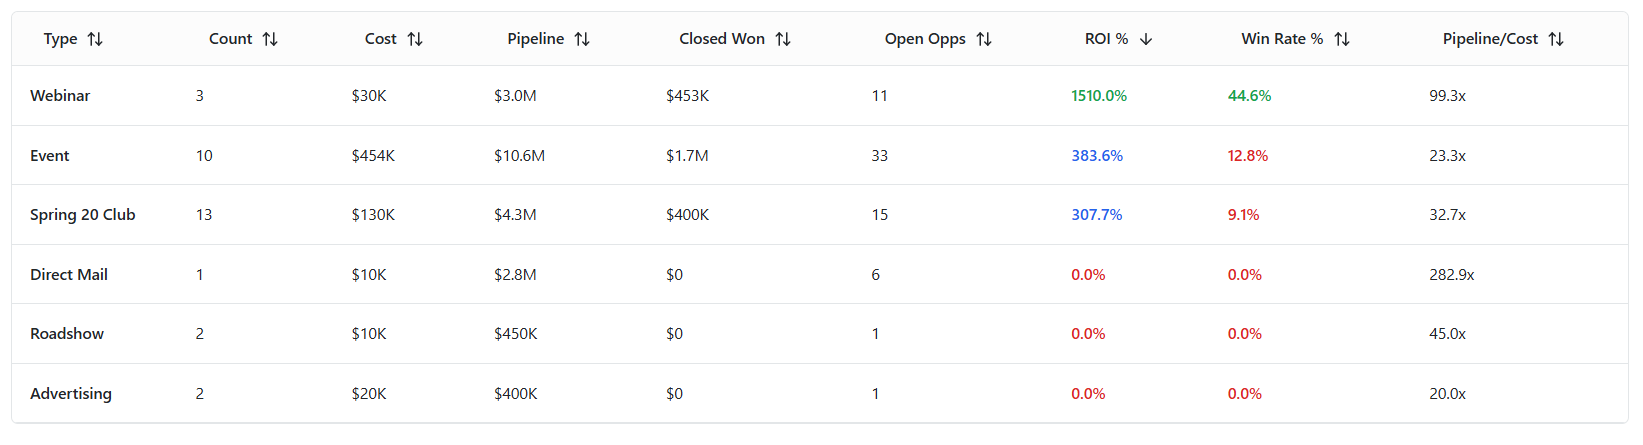 Type Count Cost Pipeline Closed Won Open Opps ROI % Win Rate % Pipeline/Cost
Webinar 3 $30K $3.0M $453K 11 1510.0% 44.6% 99.3x
Event 10 $454K $10.6M $1.7M 33 383.6% 12.8% 23.3x
Spring 20 Club 13 $130K $4.3M $400K 15 307.7% 9.1% 32.7x
Direct Mail 1 $10K $2.8M $0 6 0.0% 0.0% 282.9x
Roadshow 2 $10K $450K $0 1 0.0% 0.0% 45.0x
Advertising 2 $20K $400K $0 1 0.0% 0.0% 20.0x